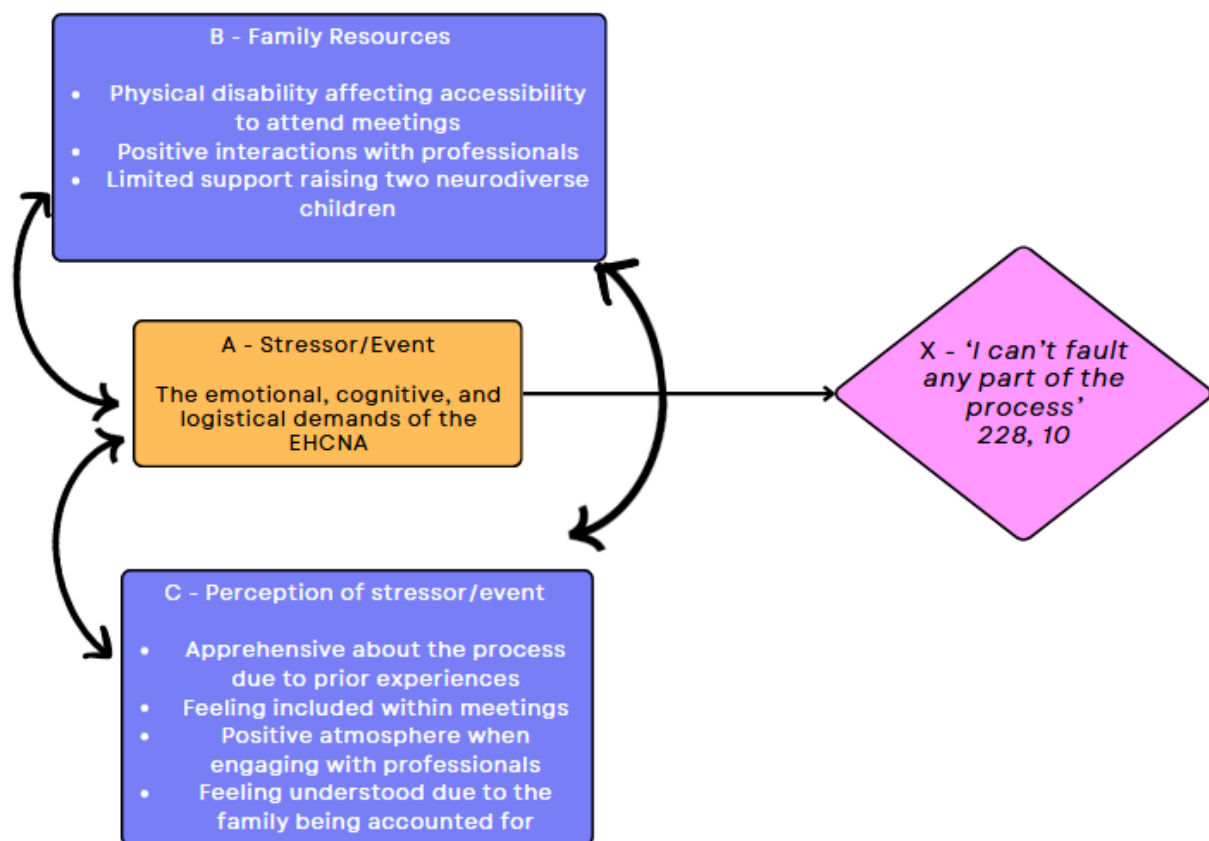 B - Family Resources
• Physical disability affecting accessibility
to attend meetings
• Positive interactions with professionals
• Limited support raising two neurodiverse
children
A - Stressor/Event
The emotional, cognitive, and
logistical demands of the
EHCNA
X - ‘I can’t fault
any part of the
process’
228, 10
C - Perception of stressor/event
• Apprehensive about the process
due to prior experiences
• Feeling included within meetings
• Positive atmosphere when
engaging with professionals
• Feeling understood due to the
family being accounted for